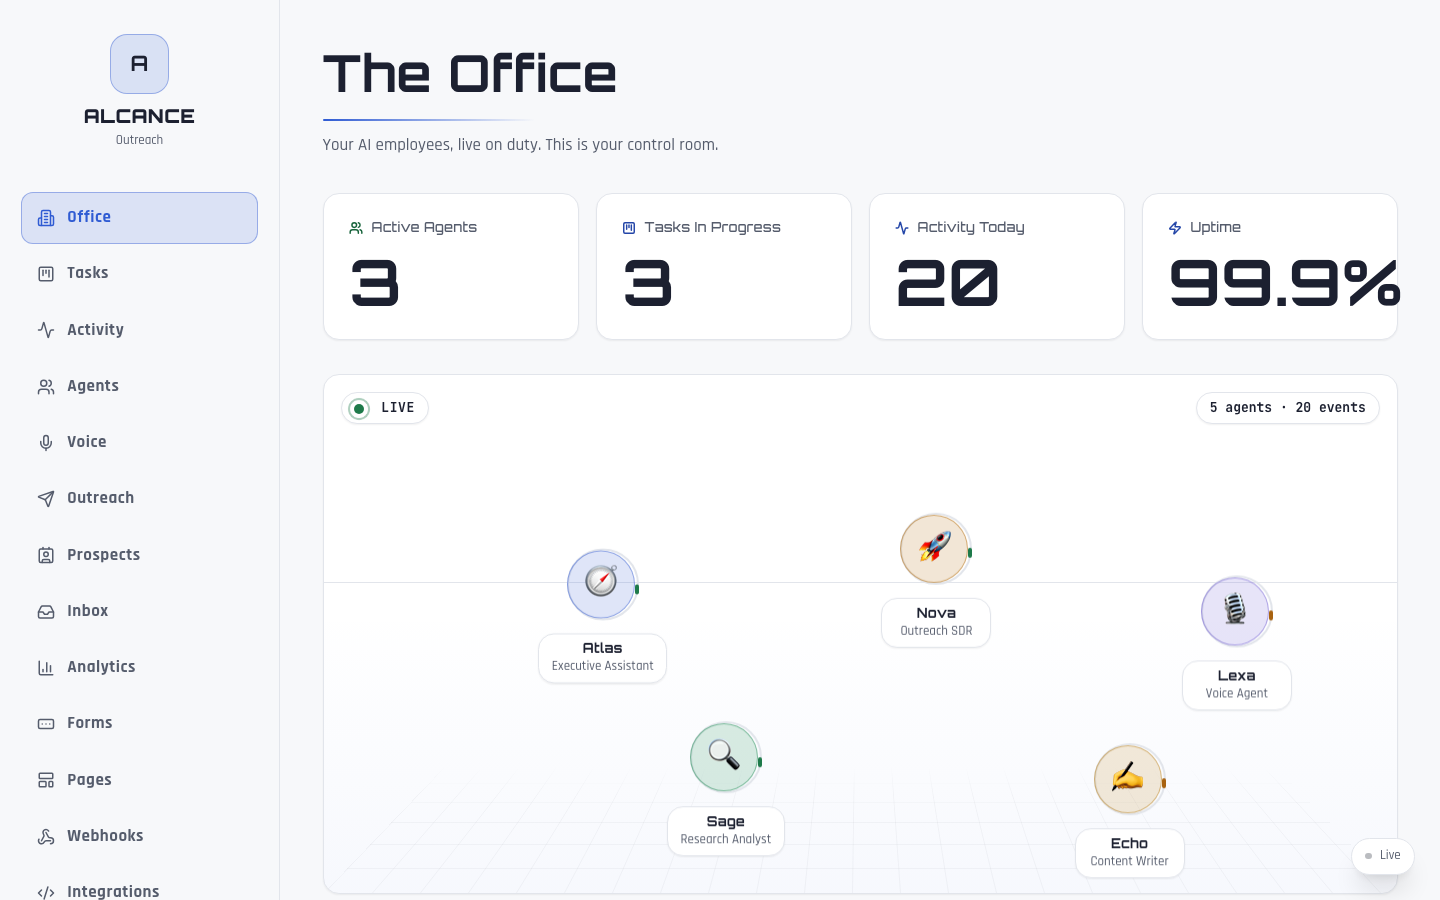 A
ALCANCE
Outreach
Office
Tasks
Activity
Agents
Voice
Outreach
Prospects
Inbox
Analytics
Forms
Pages
Webhooks
Integrations
The Office
Your AI employees, live on duty. This is your control room.
Active Agents
3
Tasks In Progress
3
Activity Today
20
Uptime
99.9%
LIVE
5 agents · 20 events
Nova
Outreach SDR
Atlas
Executive Assistant
Lexa
Voice Agent
Sage
Research Analyst
Echo
Content Writer
Live